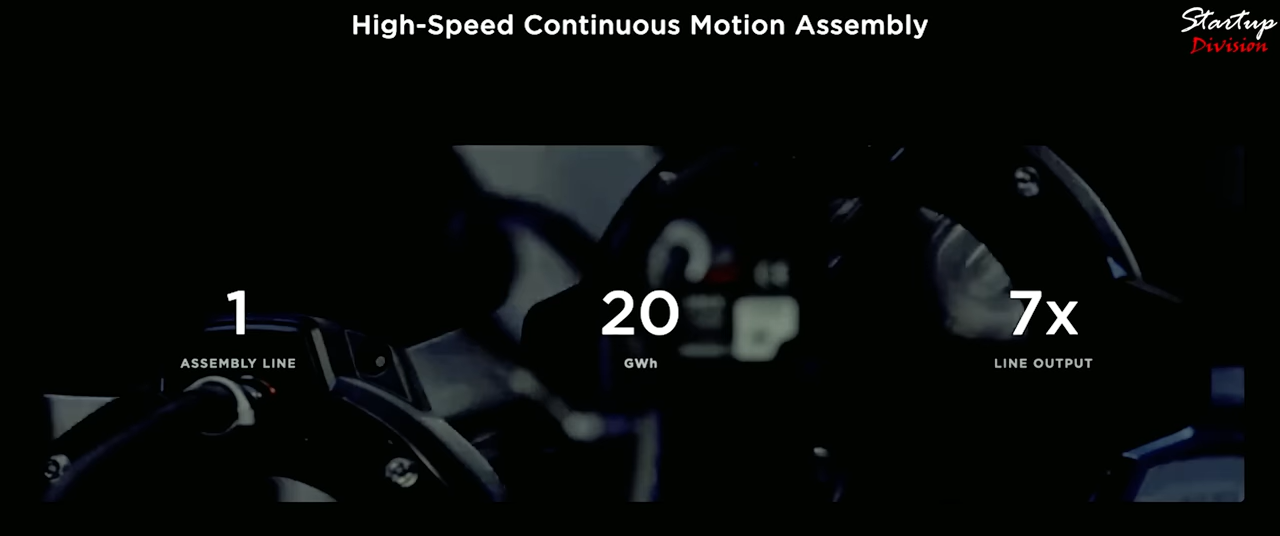 High-Speed Continuous Motion Assembly
Startup
Division
1
ASSEMBLY LINE
20
GWh
7x
LINE OUTPUT